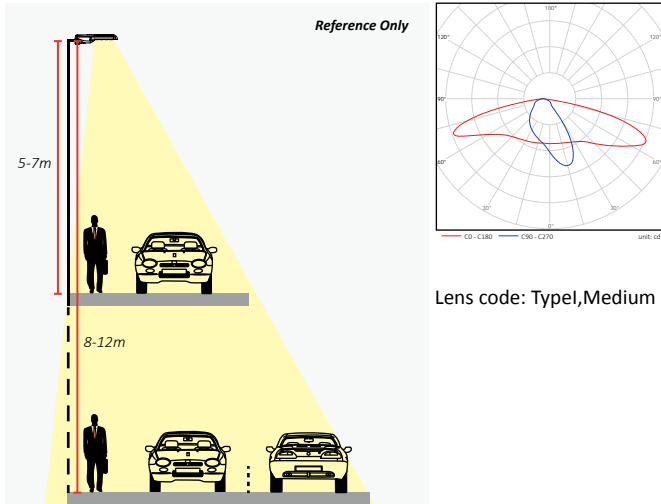 Reference Only
5-7m
8-12m
180°
120°
120°
90°
90°
60°
60°
30°
30°
0°
C0 - C180
C90 - C270
unit: cd
Lens code: TypeI,Medium